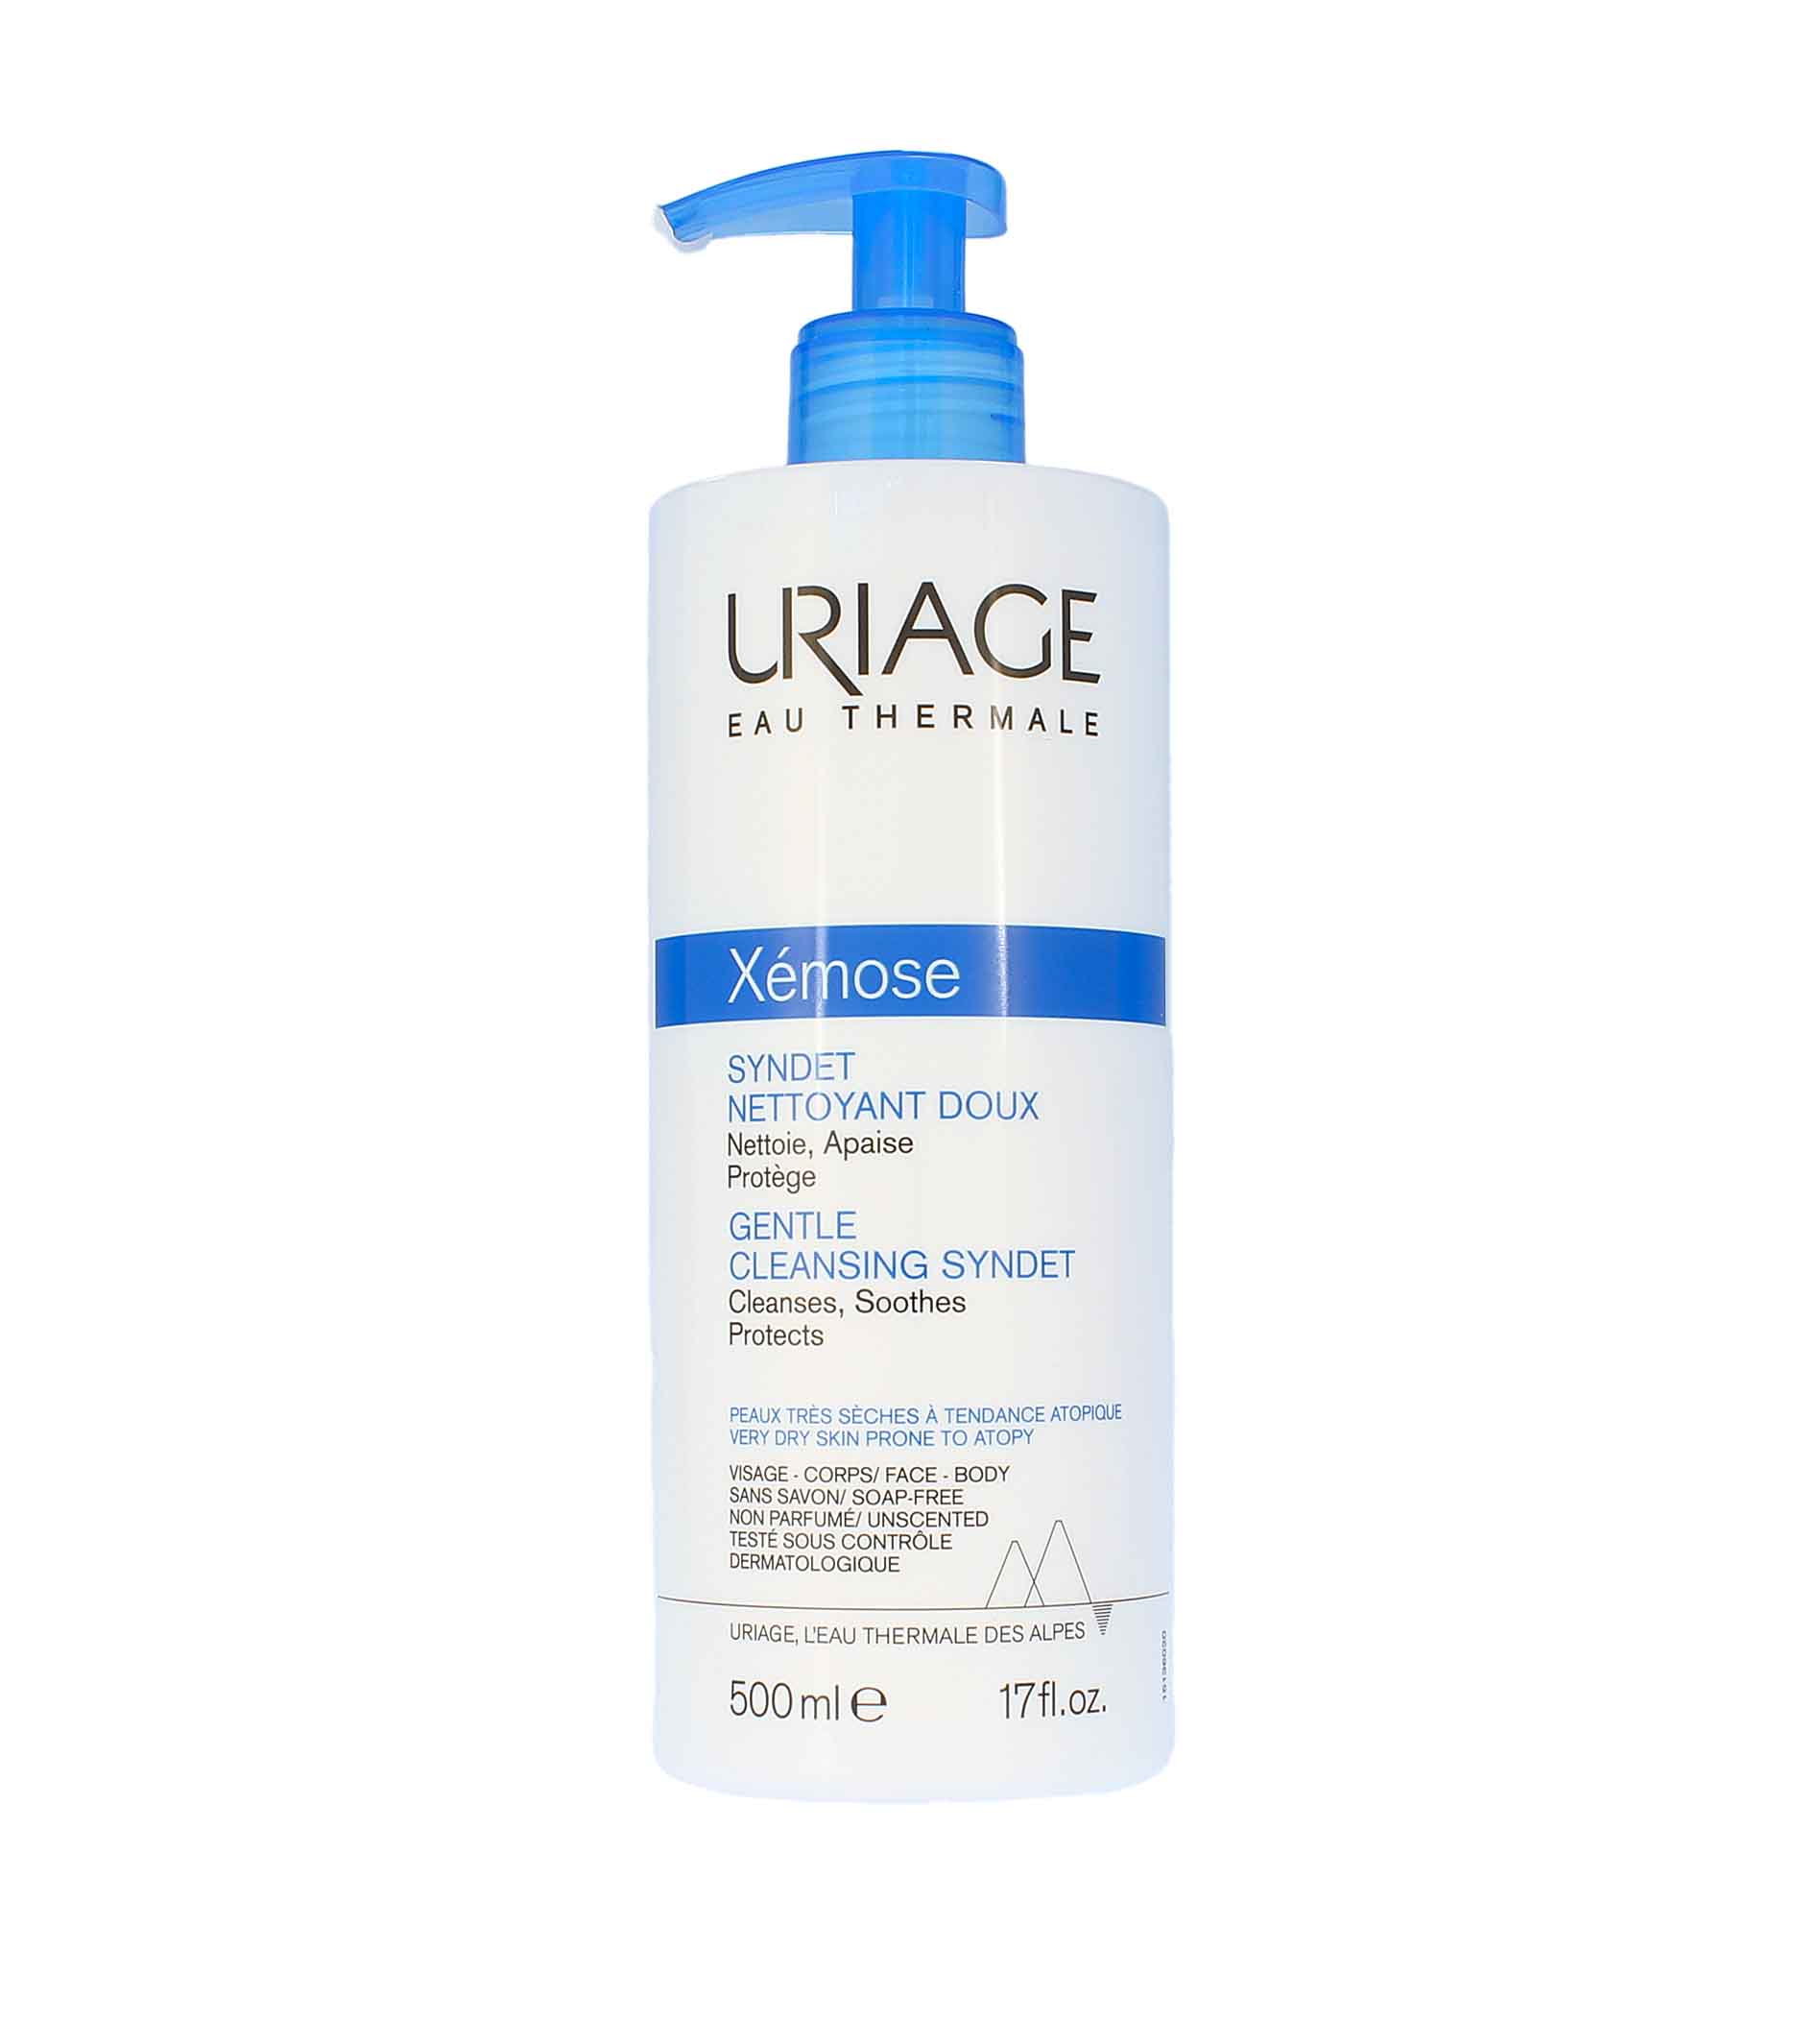 URIAGE
EAU THERMALE
Xémose
SYNDET
NETTOYANT DOUX
Nettoie, Apaise
Protège
GENTLE
CLEANSING SYNDET
Cleanses, Soothes
Protects
PEAUX TRÈS SÈCHES À TENDANCE ATOPIQUE
VERY DRY SKIN PRONE TO ATOPY
VISAGE - CORPS/ FACE - BODY
SANS SAVON/ SOAP-FREE
NON PARFUMÉ/ UNSCENTED
TESTÉ SOUS CONTRÔLE
DERMATOLOGIQUE
URIAGE, L'EAU THERMALE DES ALPES
500 ml ℮ 17fl.oz.